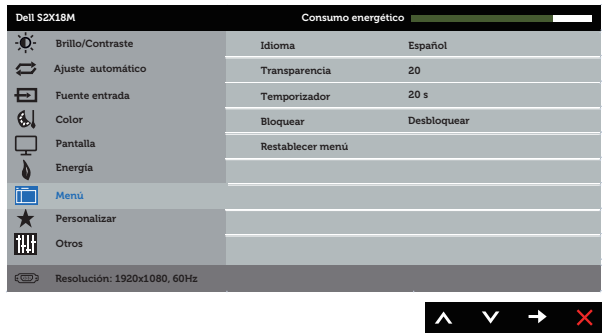 Dell S2X18M Consumo energético
Brillo/Contraste
Ajuste automático
Fuente entrada
Color
Pantalla
Energía
Menú
Personalizar
Otros
Idioma Español
Transparencia 20
Temporizador 20 s
Bloquear Desbloquear
Restablecer menú
Resolución: 1920x1080, 60Hz